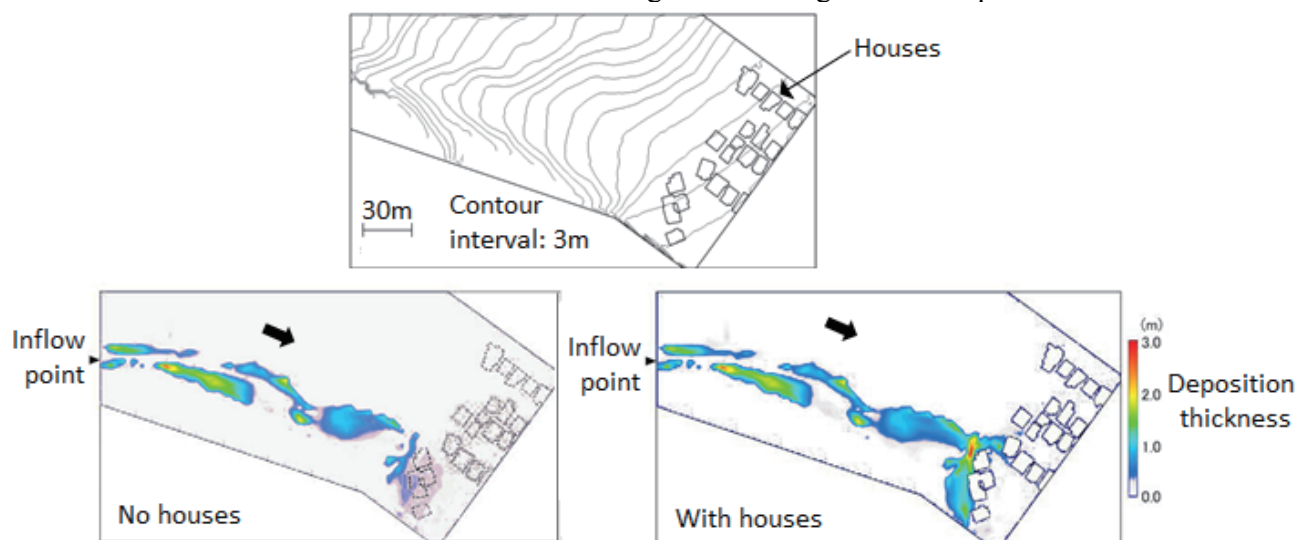 Houses
30m
Contour
interval: 3m
Inflow
point
No houses
Inflow
point
With houses
(m)
3.0
2.0
1.0
0.0
Deposition
thickness